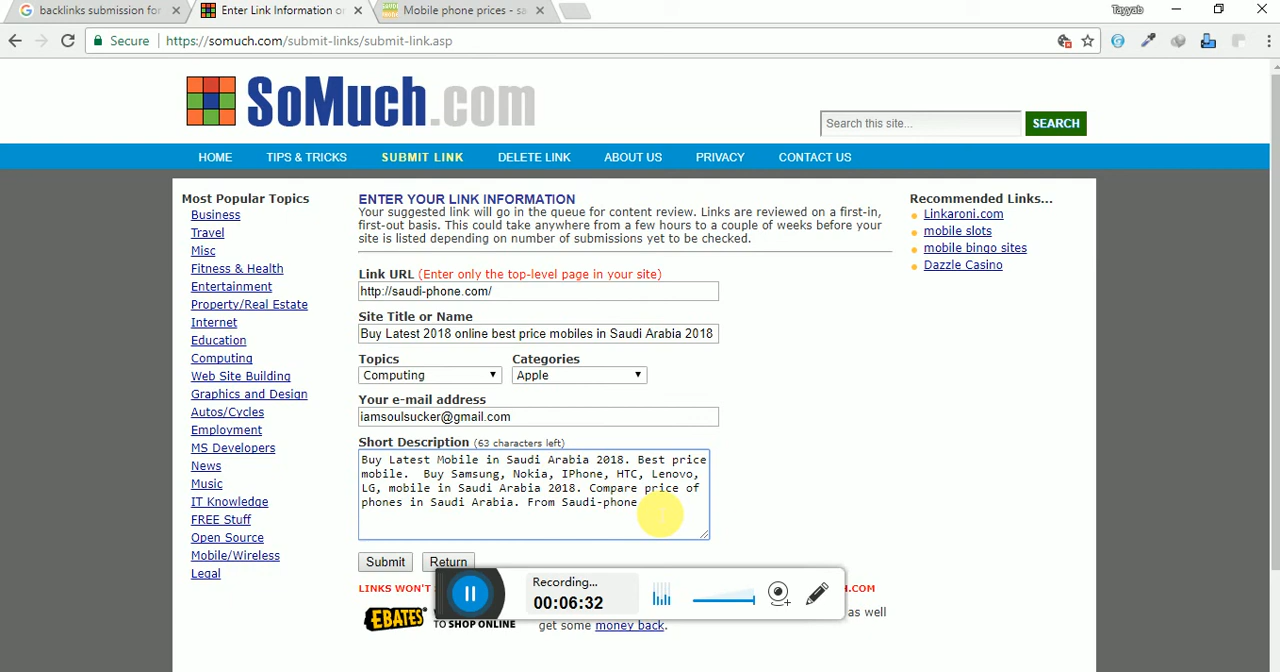 backlinks submission for
Enter Link Information or
Mobile phone prices - sa
Tayyab
Secure
https://somuch.com/submit-links/submit-link.asp
SoMuch.com
Search this site...
SEARCH
HOME
TIPS & TRICKS
SUBMIT LINK
DELETE LINK
ABOUT US
PRIVACY
CONTACT US
Most Popular Topics
Business
Travel
Misc
Fitness & Health
Entertainment
Property/Real Estate
Internet
Education
Computing
Web Site Building
Graphics and Design
Autos/Cycles
Employment
MS Developers
News
Music
IT Knowledge
FREE Stuff
Open Source
Mobile/Wireless
Legal
ENTER YOUR LINK INFORMATION
Your suggested link will go in the queue for content review. Links are reviewed on a first-in,
first-out basis. This could take anywhere from a few hours to a couple of weeks before your
site is listed depending on number of submissions yet to be checked.
Link URL (Enter only the top-level page in your site)
http://saudi-phone.com/
Site Title or Name
Buy Latest 2018 online best price mobiles in Saudi Arabia 2018
Topics
Categories
Computing
Apple
Your e-mail address
iamsoulsucker@gmail.com
Short Description (63 characters left)
Buy Latest Mobile in Saudi Arabia 2018. Best price
mobile.  Buy Samsung, Nokia, IPhone, HTC, Lenovo,
LG, mobile in Saudi Arabia 2018. Compare price of
phones in Saudi Arabia. From Saudi-phone
Submit
Return
LINKS WON'T
.COM
EBATES
TO SHOP ONLINE
as well
get some money back.
Recording...
00:06:32
Recommended Links...
Linkaroni.com
mobile slots
mobile bingo sites
Dazzle Casino